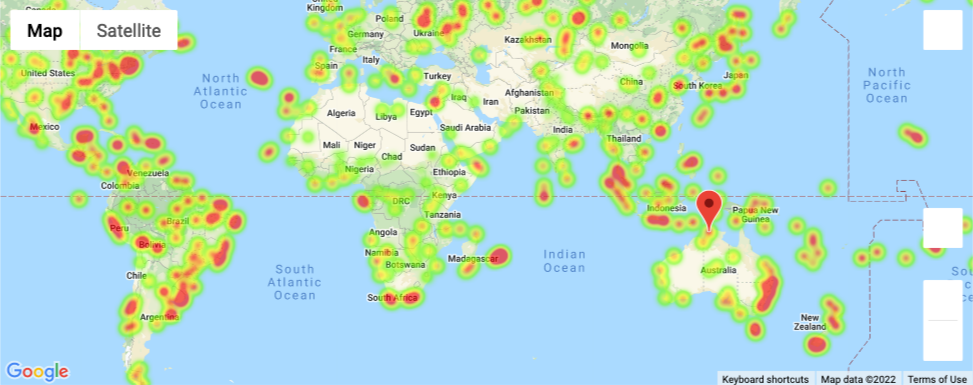 Canada
Map
Satellite
United
Kingdom
Poland
Germany
Ukraine
France
Italy
Spain
Turkey
Kazakhstan
Mongolia
United States
North
Atlantic
Ocean
China
South Korea
Japan
North
Pacific
Ocean
Afghanistan
Iraq
Iran
Pakistan
Algeria
Libya
Egypt
Saudi Arabia
India
Thailand
Mexico
Mali
Niger
Chad
Sudan
Nigeria
Ethiopia
Venezuela
Colombia
Kenya
DRC
Tanzania
Indonesia
Papua New
Guinea
Brazil
Peru
Bolivia
Angola
Namibia
Botswana
Madagascar
Indian
Ocean
Australia
South
Atlantic
Ocean
Chile
South Africa
Argentina
New
Zealand
Google
Keyboard shortcuts
Map data ©2022
Terms of Use